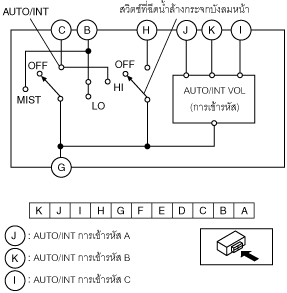 AUTO/INT
สวิตช์ที่ฉีดน้ำล้างกระจกบังลมหน้า
C B H J K I
OFF OFF
MIST LO HI
AUTO/INT VOL
(การเข้ารหัส)
G
K J I H G F E D C B A
J : AUTO/INT การเข้ารหัส A
K : AUTO/INT การเข้ารหัส B
I : AUTO/INT การเข้ารหัส C